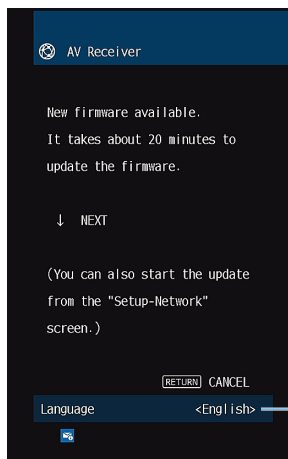 AV Receiver
New firmware available.
It takes about 20 minutes to
update the firmware.
↓ NEXT
(You can also start the update
from the "Setup-Network"
screen.)
RETURN CANCEL
Language <English>